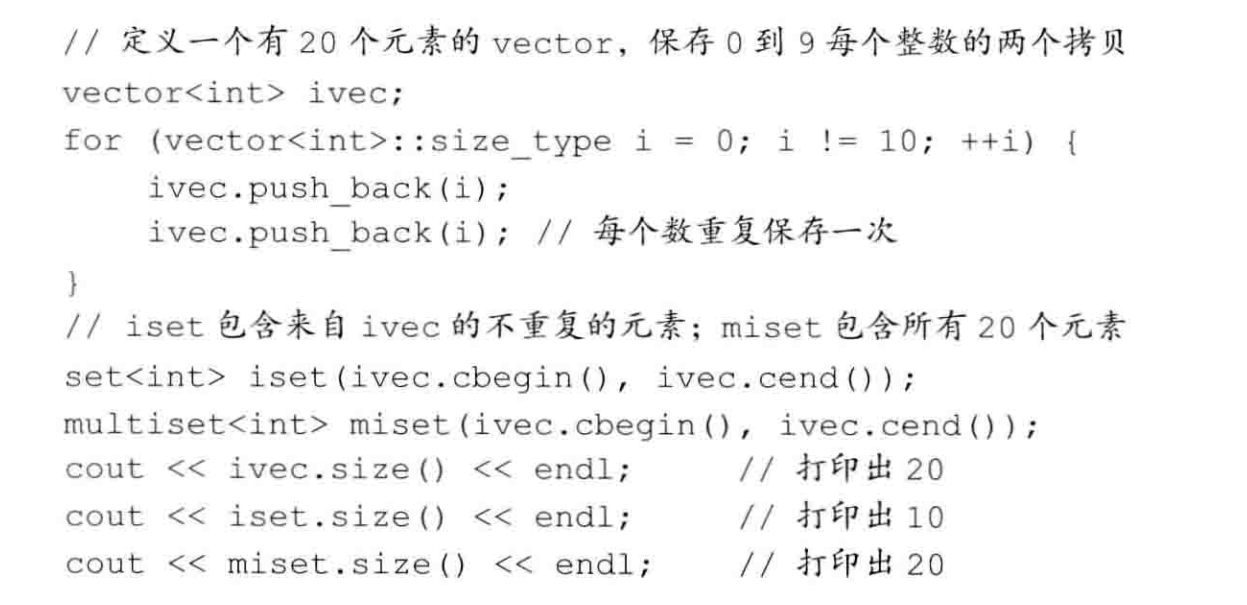 // 定义一个有 20 个元素的 vector，保存 0 到 9 每个整数的两个拷贝
vector<int> ivec;
for (vector<int>::size_type i = 0; i != 10; ++i) {
    ivec.push_back(i);
    ivec.push_back(i); // 每个数重复保存一次
}
// iset 包含来自 ivec 的不重复的元素；miset 包含所有 20 个元素
set<int> iset(ivec.cbegin(), ivec.cend());
multiset<int> miset(ivec.cbegin(), ivec.cend());
cout << ivec.size() << endl;      // 打印出 20
cout << iset.size() << endl;      // 打印出 10
cout << miset.size() << endl;     // 打印出 20